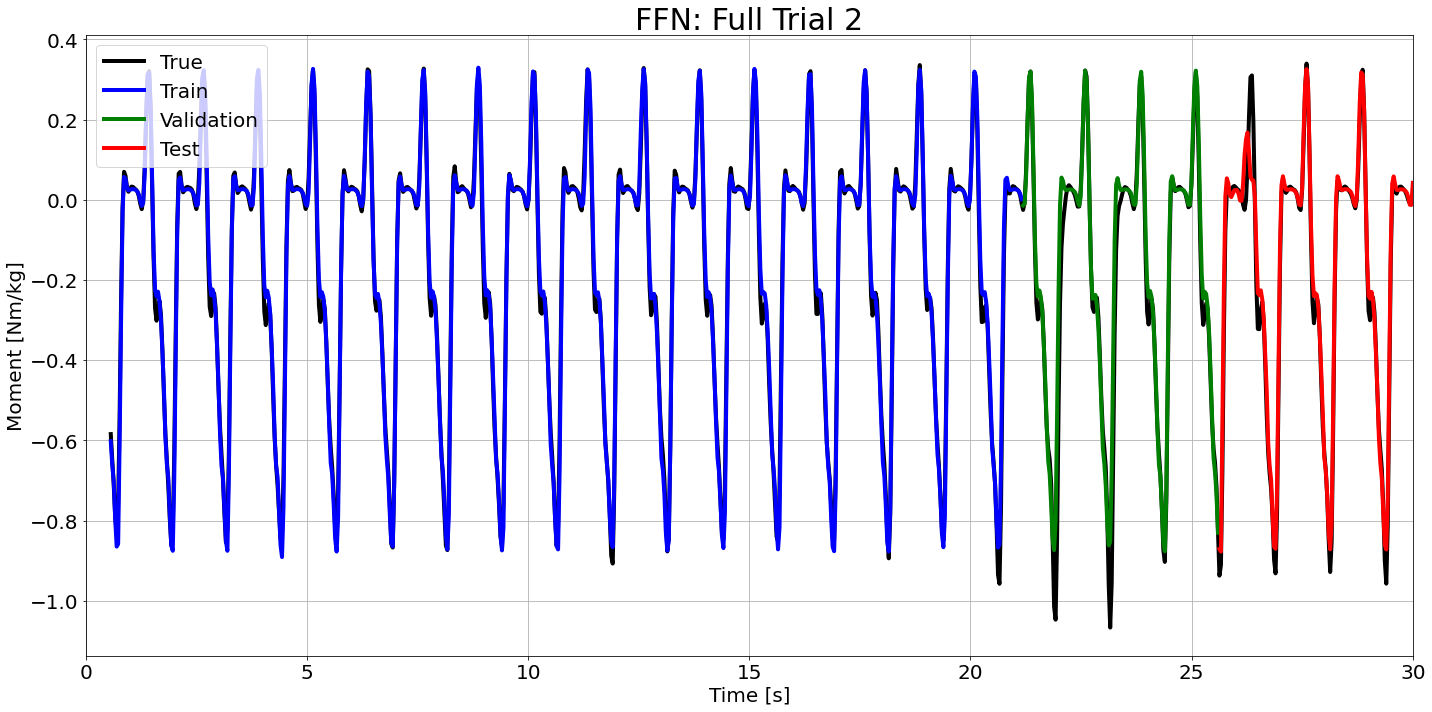 FFN: Full Trial 2
True
Train
Validation
Test
Moment [Nm/kg]
0.4
0.2
0.0
−0.2
−0.4
−0.6
−0.8
−1.0
0 5 10 15 20 25 30
Time [s]